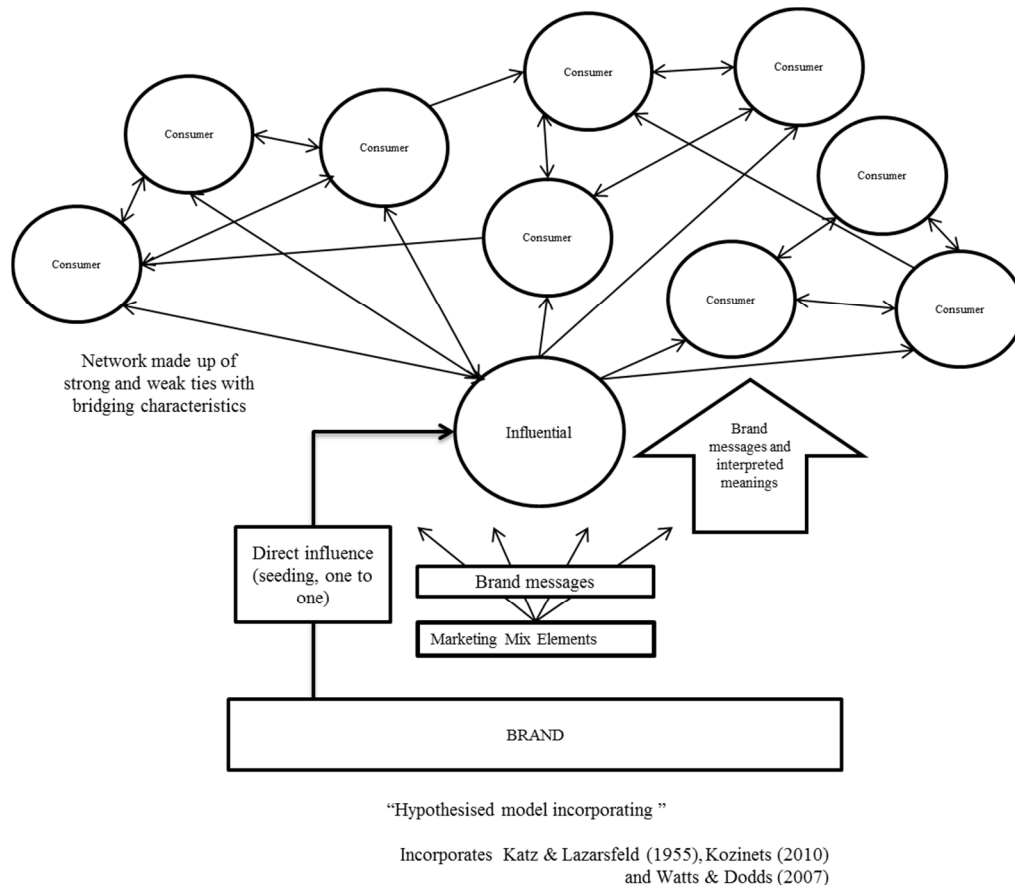 Consumer
Consumer
Consumer
Consumer
Consumer
Consumer
Consumer
Consumer
Consumer
Consumer
Network made up of
strong and weak ties with
bridging characteristics
Influential
Brand
messages and
interpreted
meanings
Direct influence
(seeding, one to
one)
Brand messages
Marketing Mix Elements
BRAND
“Hypothesised model incorporating ”
Incorporates Katz & Lazarsfeld (1955), Kozinets (2010)
and Watts & Dodds (2007)